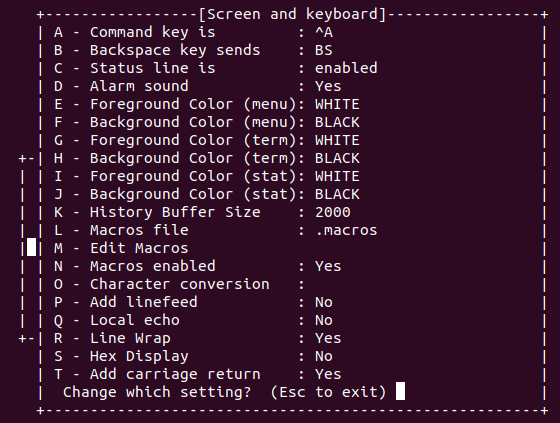 +-----------------[Screen and keyboard]-----------------+
| A - Command key is         : ^A                       |
| B - Backspace key sends    : BS                       |
| C - Status line is         : enabled                  |
| D - Alarm sound            : Yes                      |
| E - Foreground Color (menu): WHITE                    |
| F - Background Color (menu): BLACK                    |
| G - Foreground Color (term): WHITE                    |
+-| H - Background Color (term): BLACK                    |
| | I - Foreground Color (stat): WHITE                    |
| | J - Background Color (stat): BLACK                    |
| | K - History Buffer Size    : 2000                     |
| | L - Macros file            : .macros                  |
| | M - Edit Macros                                       |
| | N - Macros enabled         : Yes                      |
| | O - Character conversion   :                          |
| | P - Add linefeed           : No                       |
| | Q - Local echo             : No                       |
+-| R - Line Wrap              : Yes                      |
| S - Hex Display            : No                       |
| T - Add carriage return    : Yes                      |
|  Change which setting?  (Esc to exit)                 |
+-------------------------------------------------------+